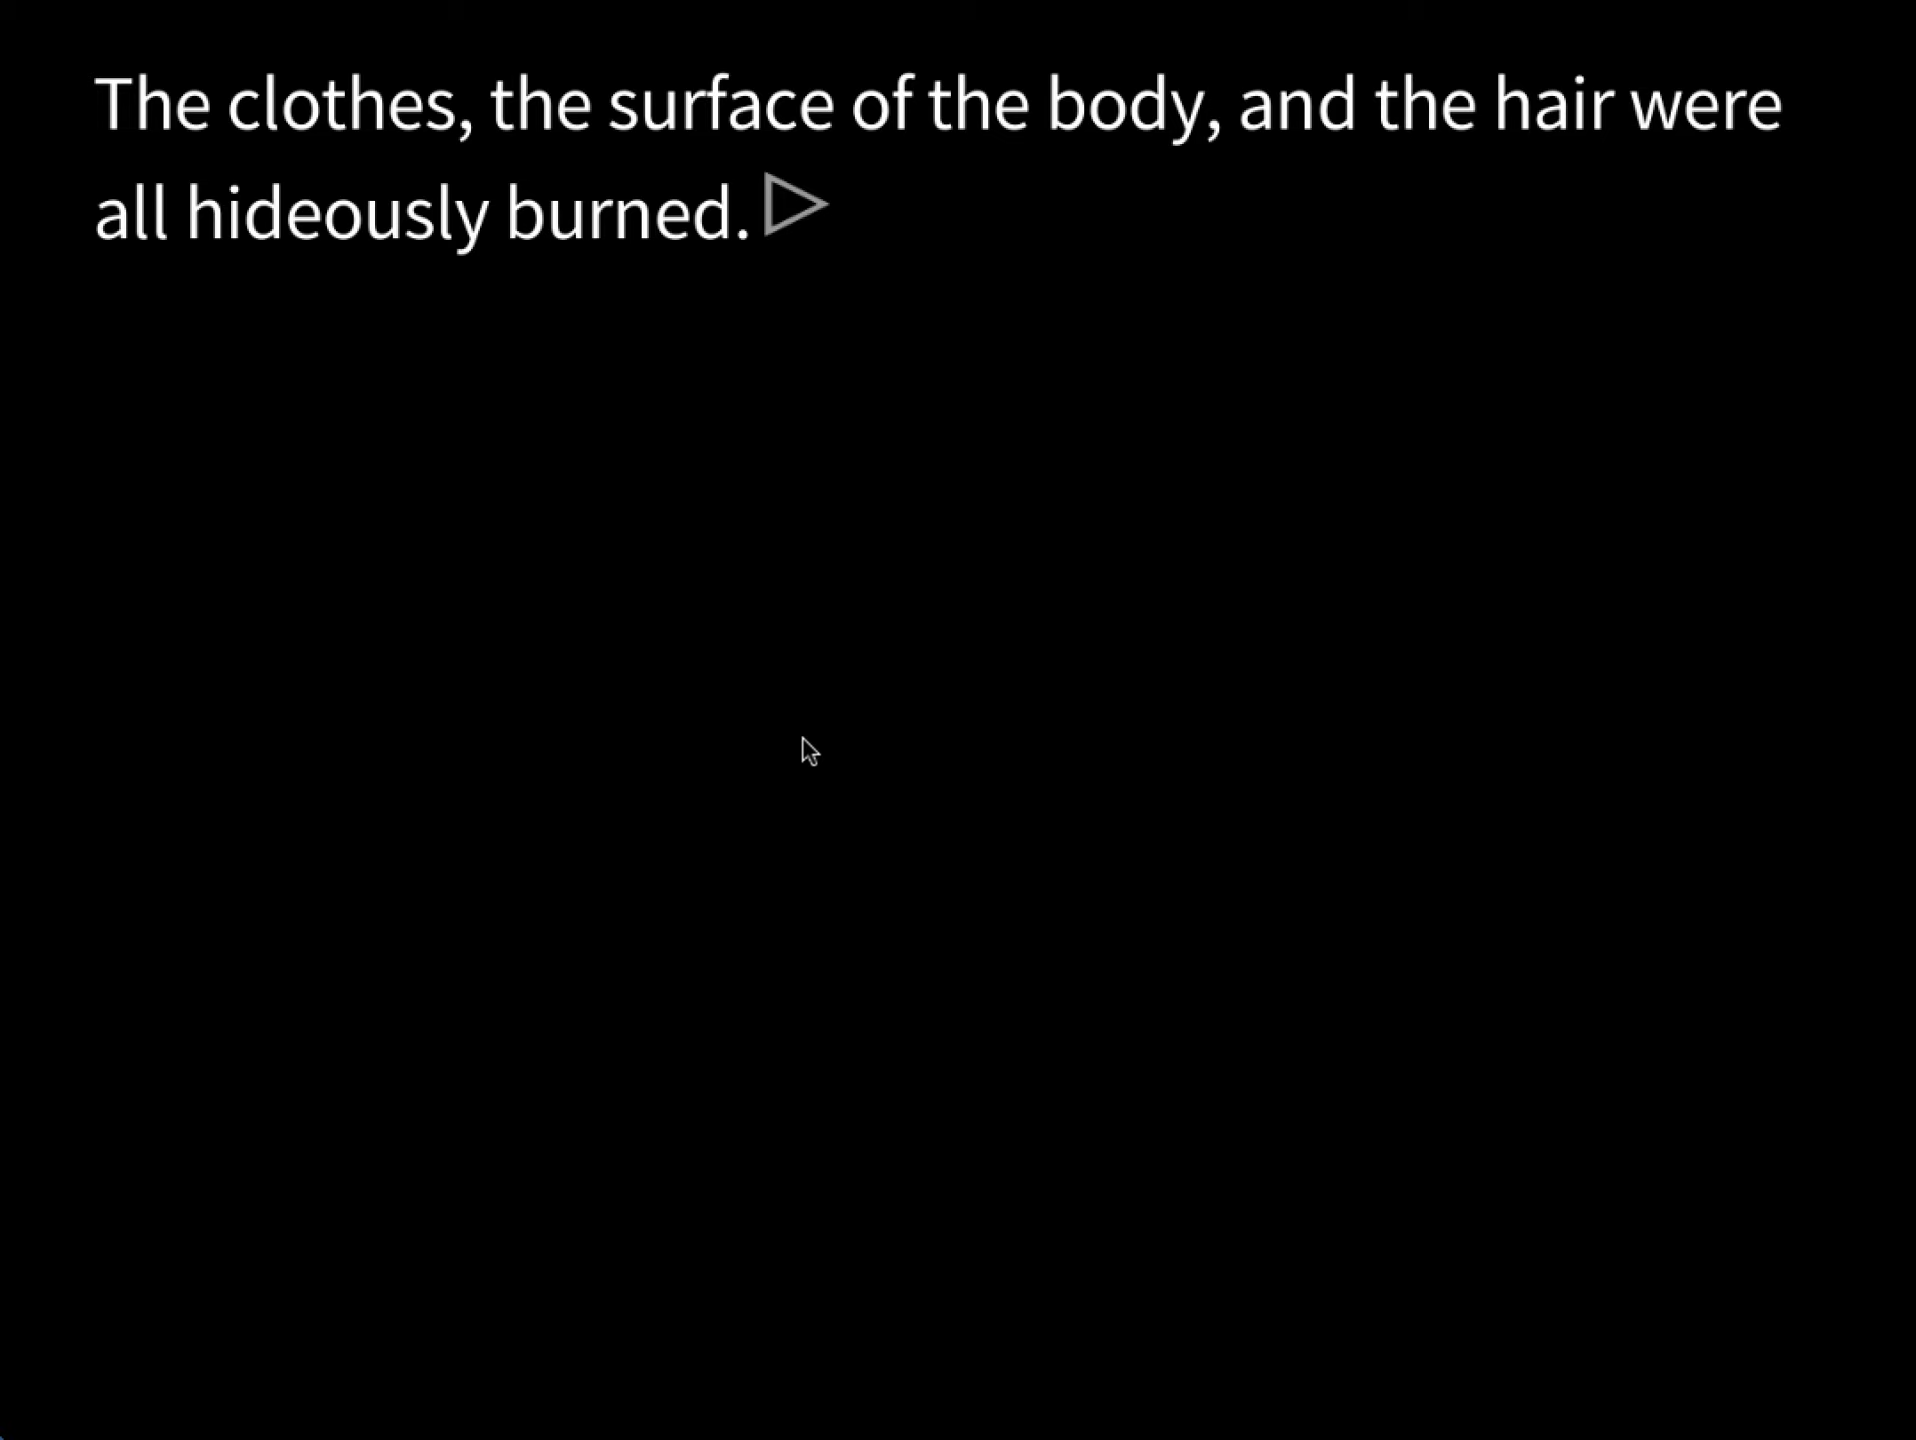 The clothes, the surface of the body, and the hair were
all hideously burned.